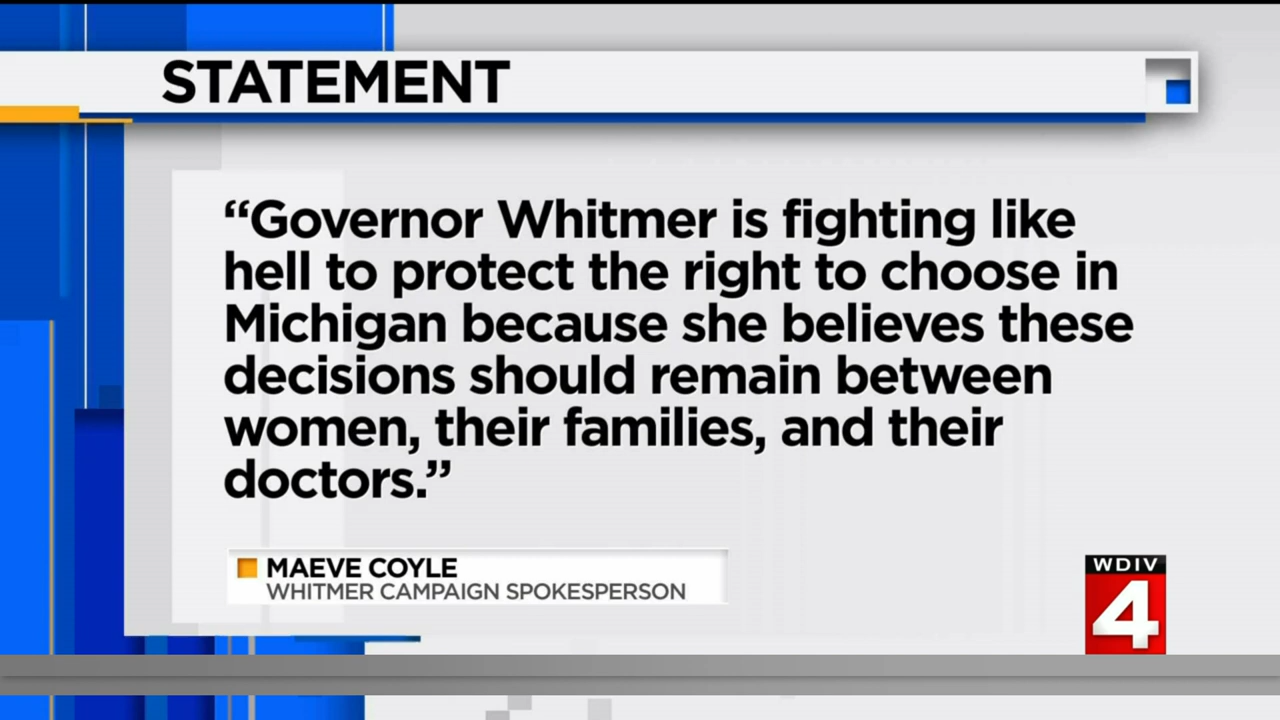 STATEMENT
“Governor Whitmer is fighting like
hell to protect the right to choose in
Michigan because she believes these
decisions should remain between
women, their families, and their
doctors.”
MAEVE COYLE
WHITMER CAMPAIGN SPOKESPERSON
WDIV
4